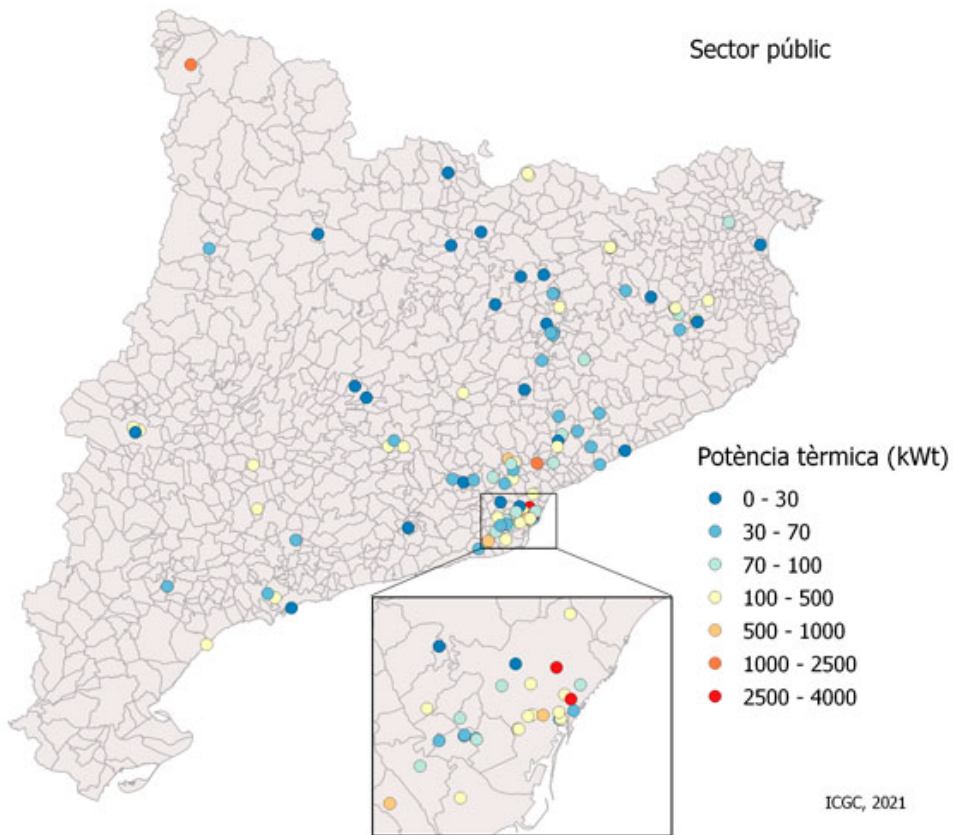 Sector públic
Potència tèrmica (kWt)
0 - 30
30 - 70
70 - 100
100 - 500
500 - 1000
1000 - 2500
2500 - 4000
ICGC, 2021